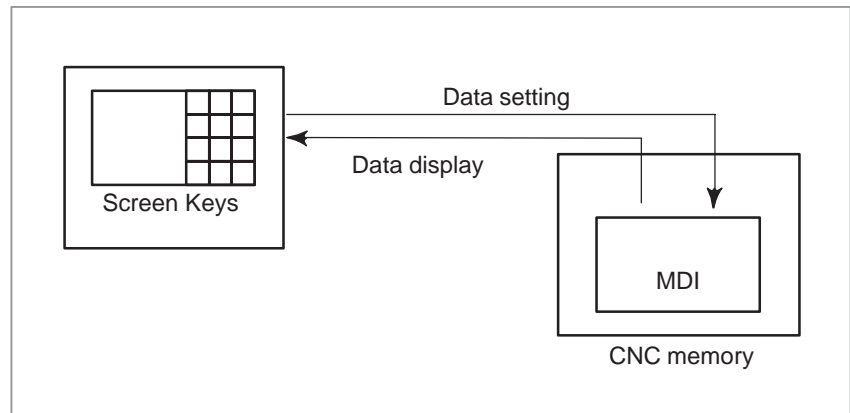 Data setting
Data display
Screen Keys
MDI
CNC memory